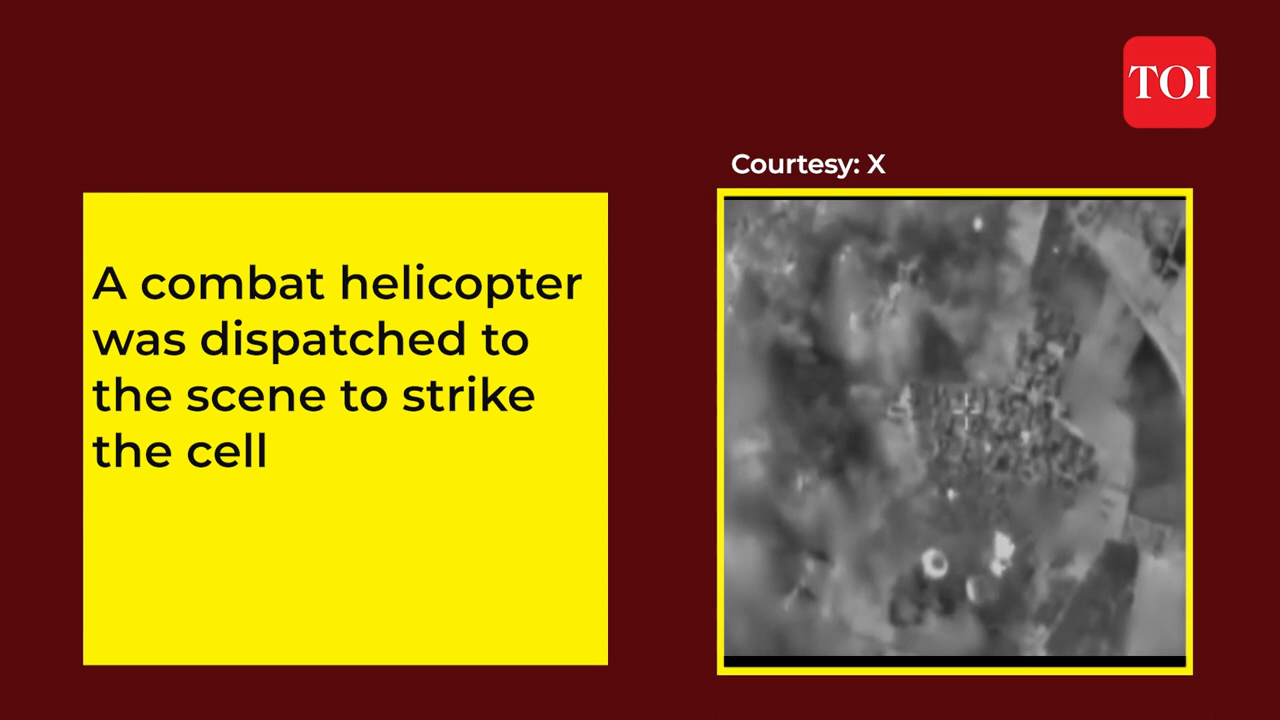 TOI
Courtesy: X
A combat helicopter
was dispatched to
the scene to strike
the cell